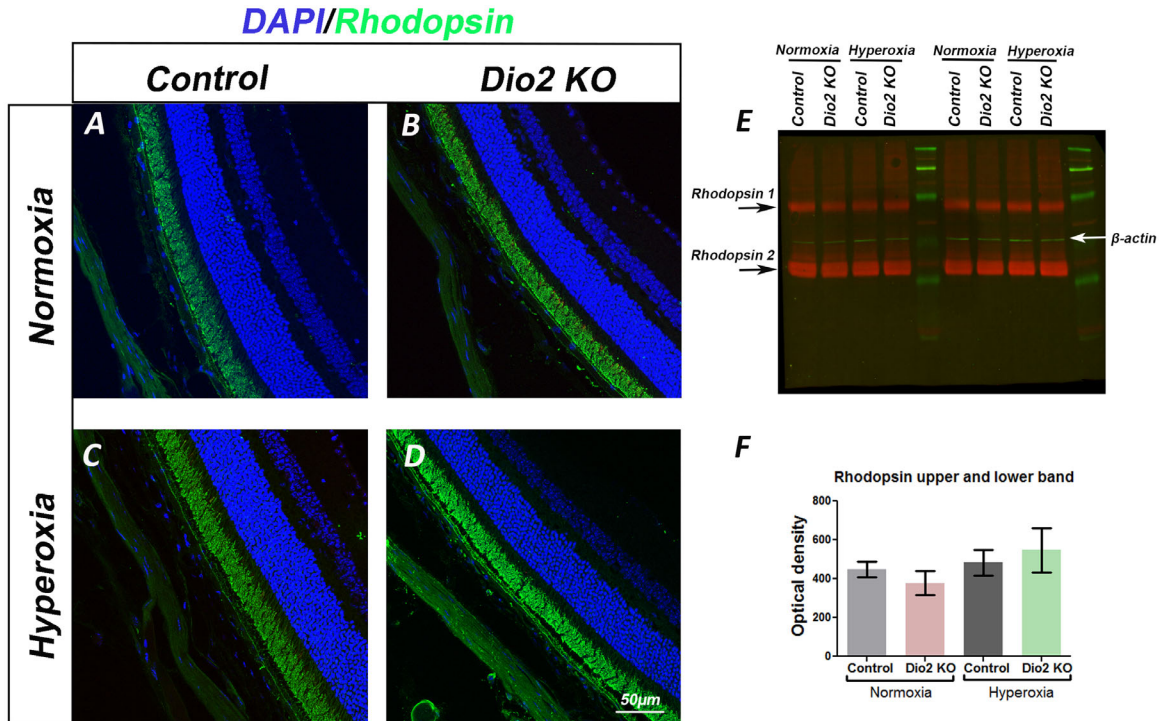 DAPI/Rhodopsin
Control
Dio2 KO
Normoxia
A
B
Hyperoxia
C
D
50µm
Normoxia
Hyperoxia
Normoxia
Hyperoxia
Control
Dio2 KO
Control
Dio2 KO
Control
Dio2 KO
Control
Dio2 KO
E
Rhodopsin 1
β-actin
Rhodopsin 2
F
Rhodopsin upper and lower band
Optical density
800
600
400
200
0
Control
Dio2 KO
Control
Dio2 KO
Normoxia
Hyperoxia